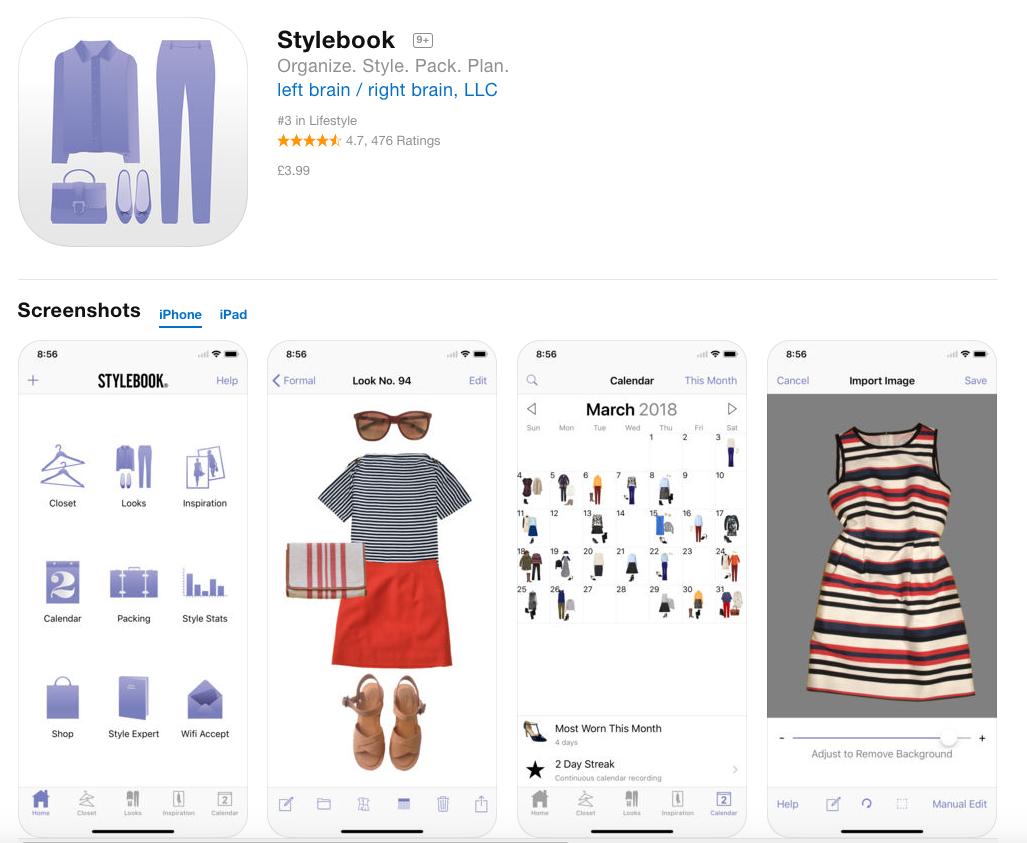 Stylebook 9+
Organize. Style. Pack. Plan.
left brain / right brain, LLC
#3 in Lifestyle
4.7, 476 Ratings
£3.99
Screenshots iPhone iPad
8:56
+ STYLEBOOK® Help
Closet Looks Inspiration
2
Calendar Packing Style Stats
Shop Style Expert Wifi Accept
2
Home Closet Looks Inspiration Calendar
8:56
Formal Look No. 94 Edit
8:56
Calendar This Month
March 2018
Sun Mon Tue Wed Thu Fri Sat
1 2 3
4 5 6 7 8 9 10
11 12 13 14 15 16 17
18 19 20 21 22 23 24
25 26 27 28 29 30 31
Most Worn This Month
4 days
2 Day Streak
Continuous calendar recording
2
Home Closet Looks Inspiration Calendar
8:56
Cancel Import Image Save
- +
Adjust to Remove Background
Help Manual Edit